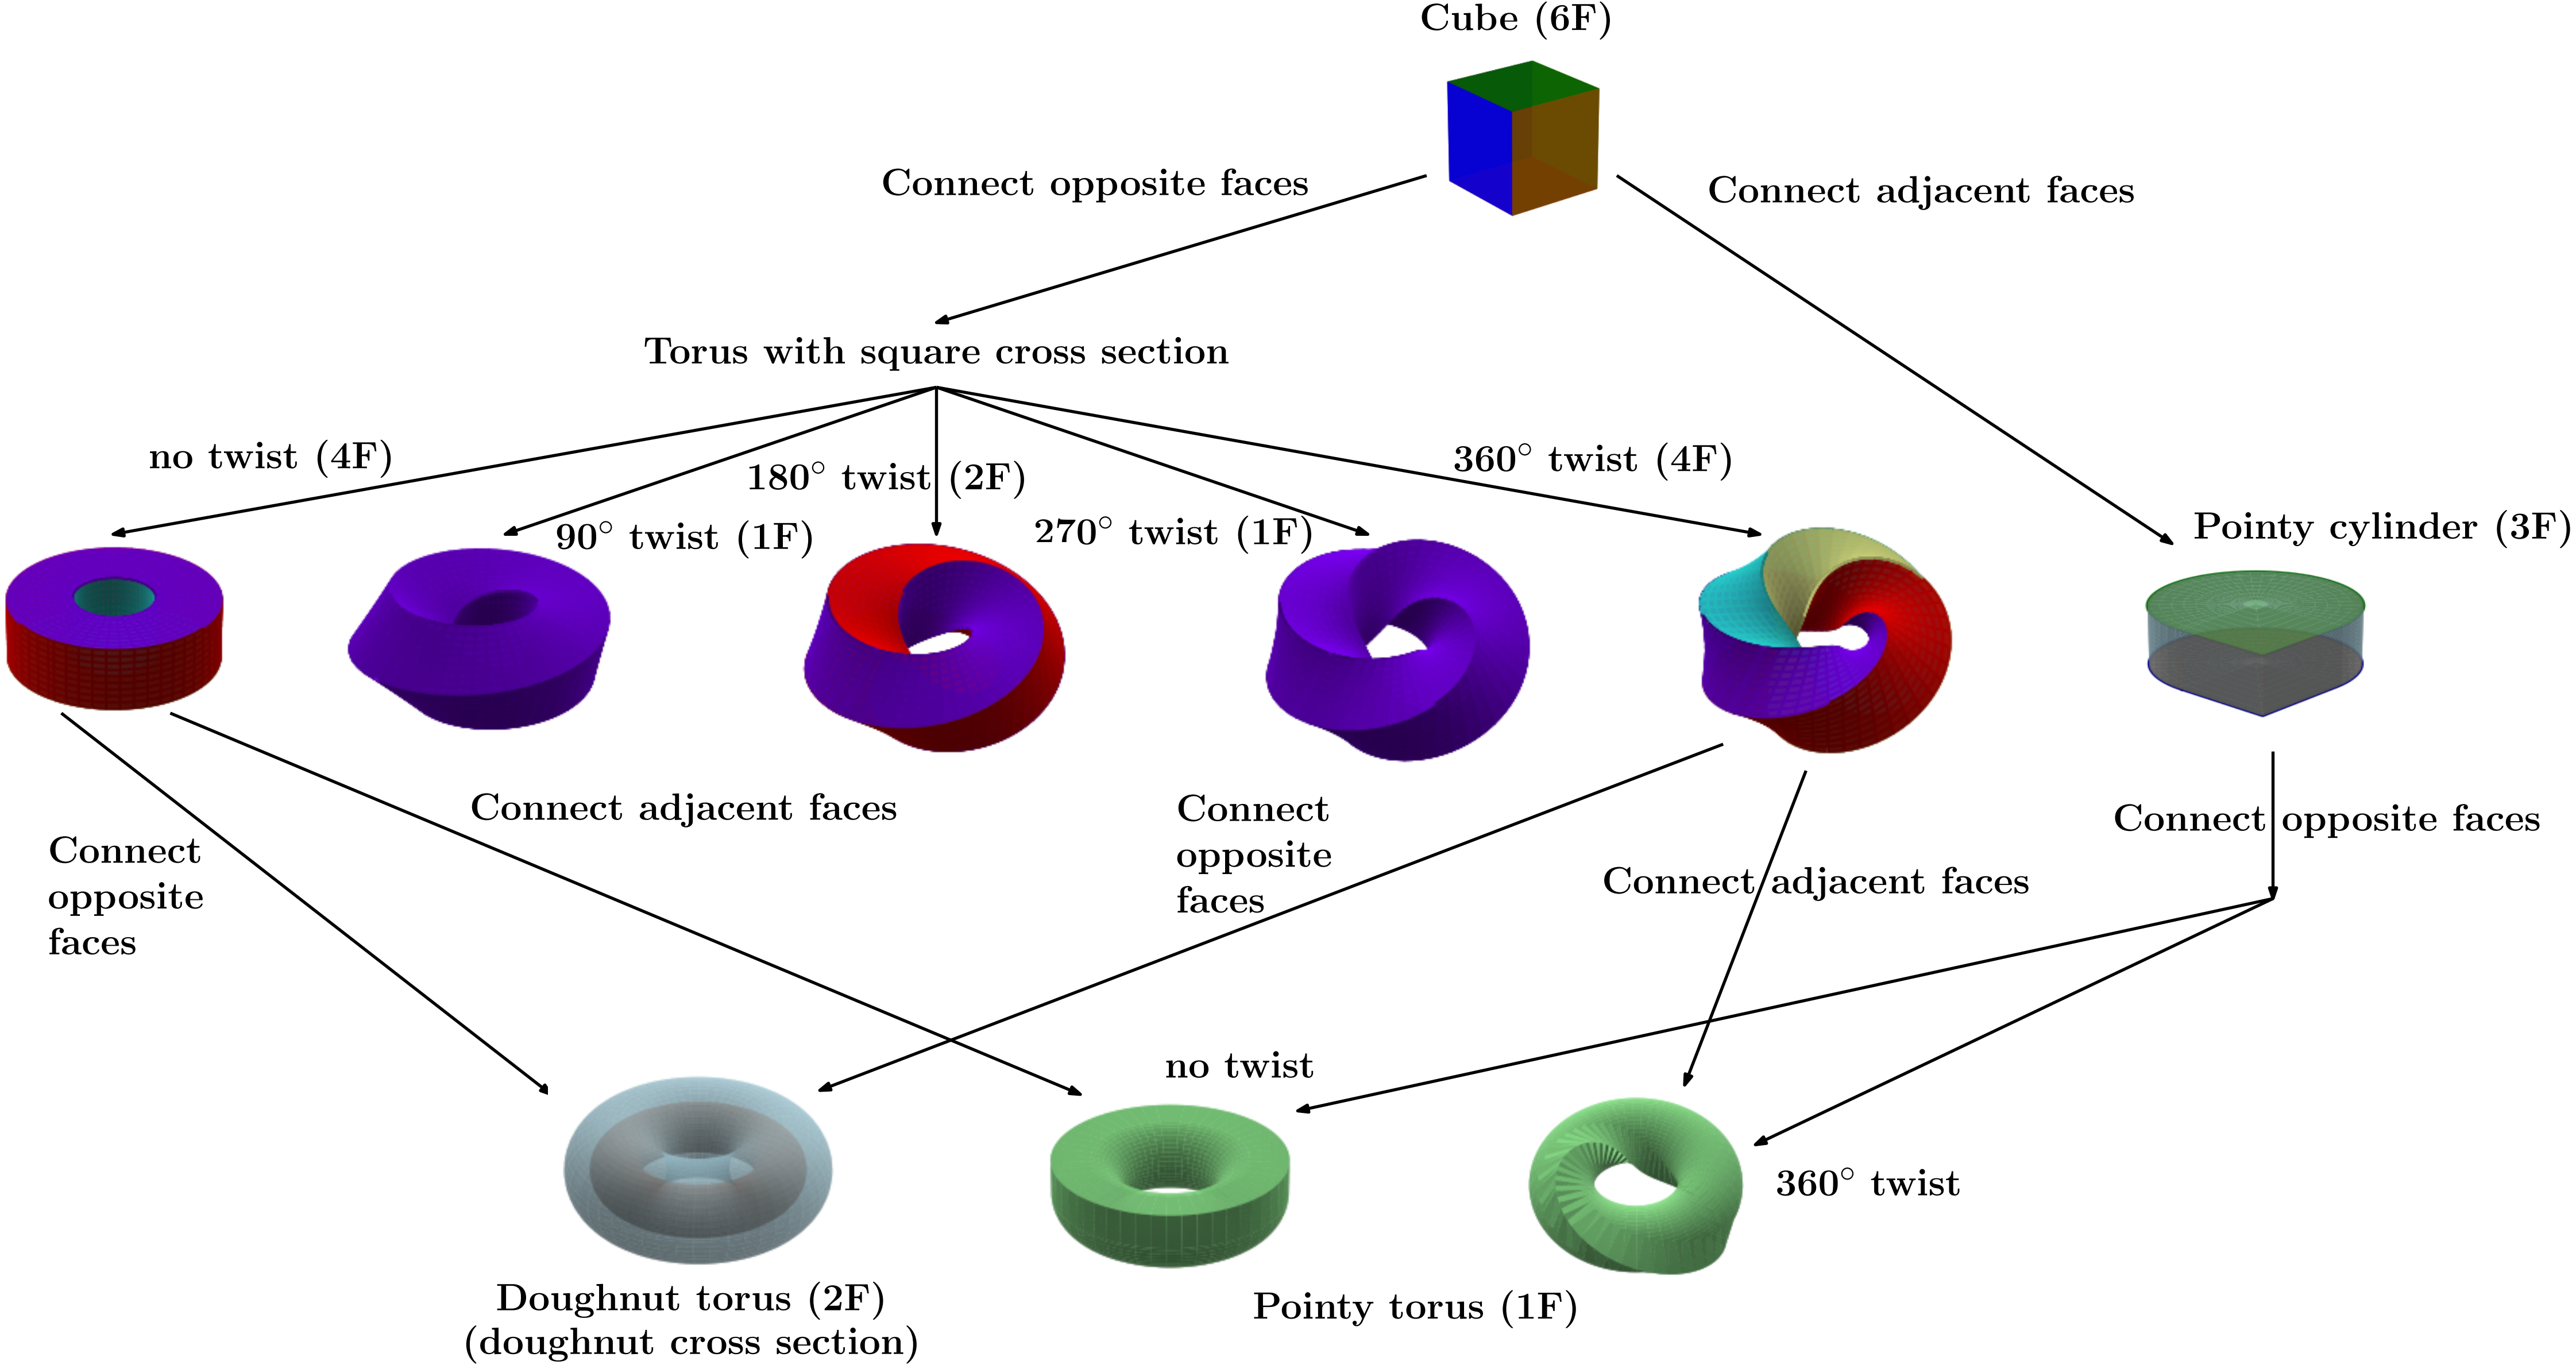 Cube (6F)
Connect opposite faces
Connect adjacent faces
Torus with square cross section
no twist (4F)
90° twist (1F)
180° twist (2F)
270° twist (1F)
360° twist (4F)
Pointy cylinder (3F)
Connect
opposite
faces
Connect adjacent faces
Connect
opposite
faces
Connect adjacent faces
Connect opposite faces
no twist
360° twist
Doughnut torus (2F)
(doughnut cross section)
Pointy torus (1F)